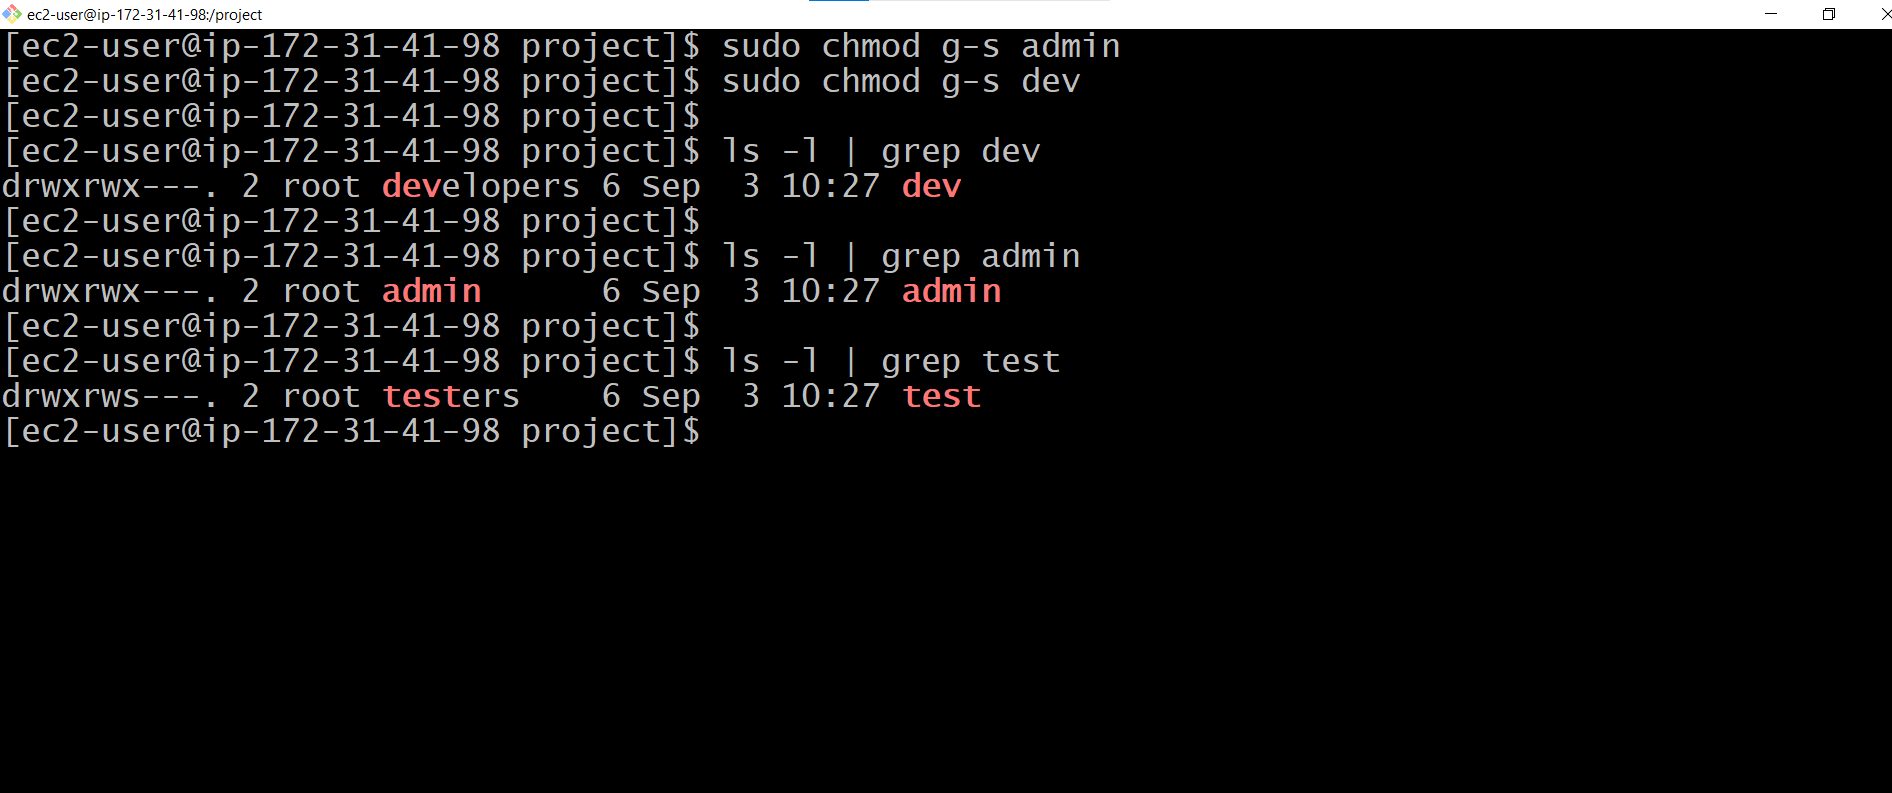 ec2-user@ip-172-31-41-98:/project
[ec2-user@ip-172-31-41-98 project]$ sudo chmod g-s admin
[ec2-user@ip-172-31-41-98 project]$ sudo chmod g-s dev
[ec2-user@ip-172-31-41-98 project]$
[ec2-user@ip-172-31-41-98 project]$ ls -l | grep dev
drwxrwx---. 2 root developers 6 Sep  3 10:27 dev
[ec2-user@ip-172-31-41-98 project]$
[ec2-user@ip-172-31-41-98 project]$ ls -l | grep admin
drwxrwx---. 2 root admin      6 Sep  3 10:27 admin
[ec2-user@ip-172-31-41-98 project]$
[ec2-user@ip-172-31-41-98 project]$ ls -l | grep test
drwxrws---. 2 root testers    6 Sep  3 10:27 test
[ec2-user@ip-172-31-41-98 project]$